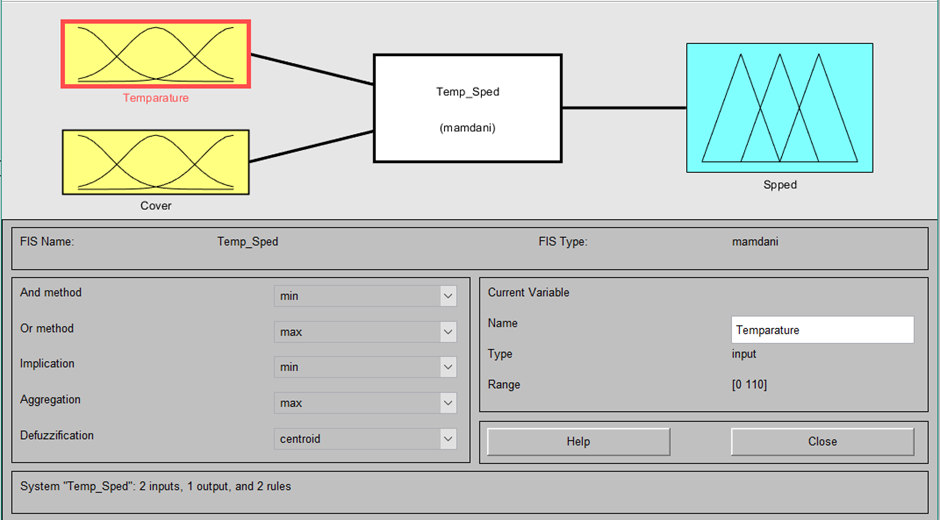 Temparature
Cover
Temp_Sped
(mamdani)
Spped
FIS Name: Temp_Sped FIS Type: mamdani
And method min
Or method max
Implication min
Aggregation max
Defuzzification centroid
Current Variable
Name Temparature
Type input
Range [0 110]
Help Close
System "Temp_Sped": 2 inputs, 1 output, and 2 rules